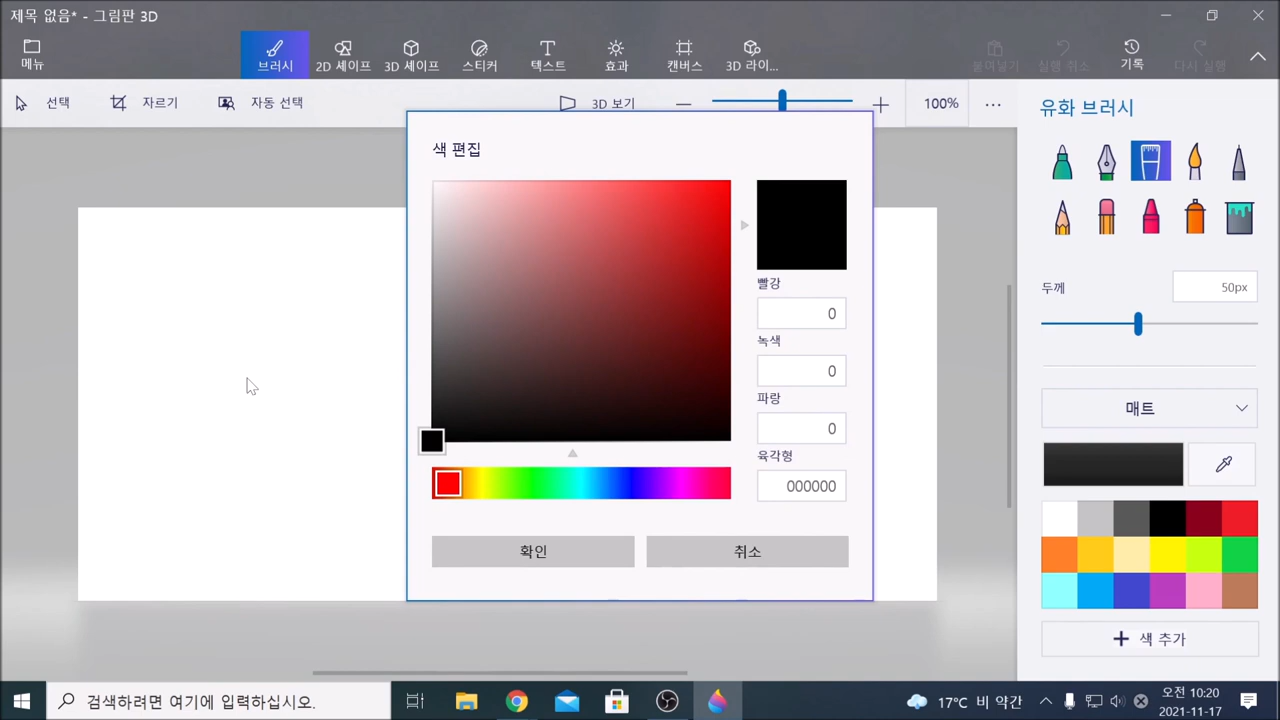 제목 없음* - 그림판 3D
메뉴
브러시
2D 셰이프
3D 셰이프
스티커
텍스트
효과
캔버스
3D 라이...
붙여넣기
실행 취소
기록
다시 실행
선택
자르기
자동 선택
3D 보기
100%
유화 브러시
두께
50px
매트
색 추가
색 편집
빨강
0
녹색
0
파랑
0
육각형
000000
확인
취소
검색하려면 여기에 입력하십시오.
17°C 비 약간
오전 10:20
2021-11-17